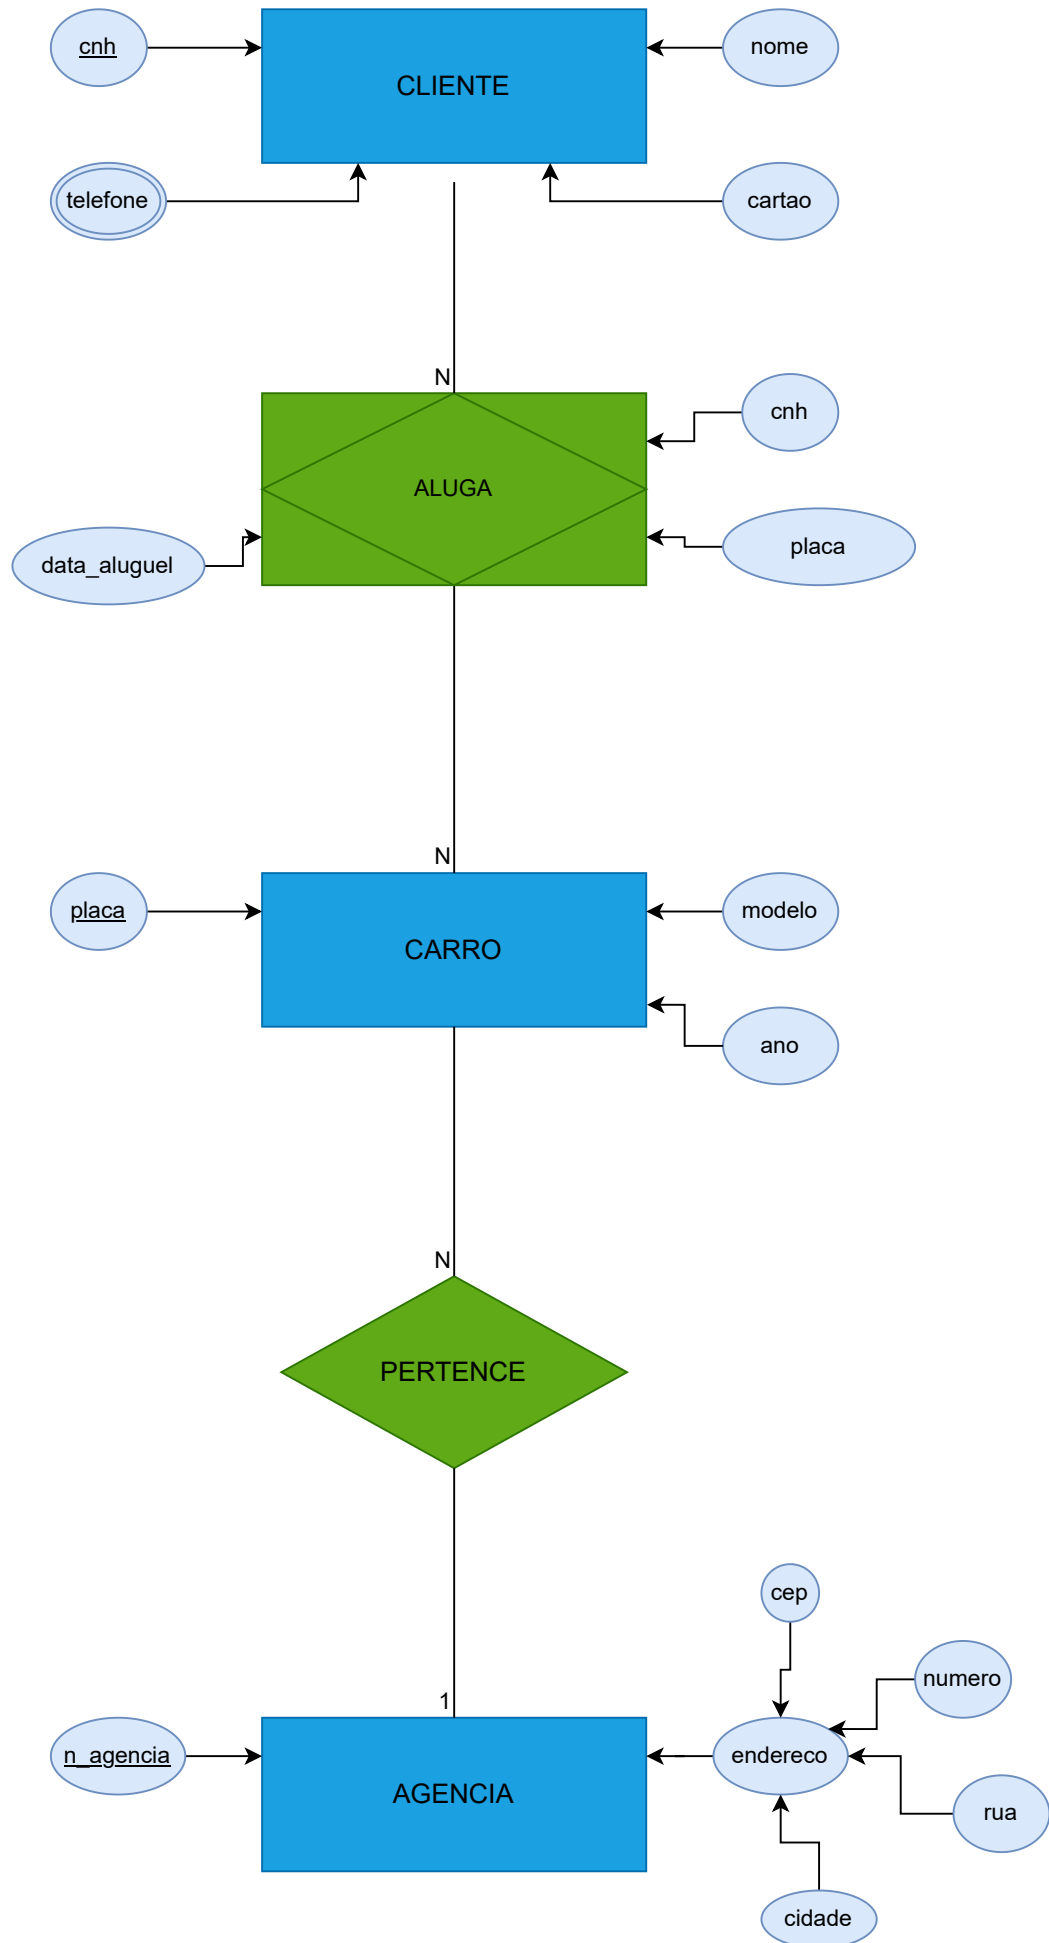 cnh
nome
CLIENTE
telefone
cartao
N
cnh
ALUGA
placa
data_aluguel
N
placa
modelo
CARRO
ano
N
PERTENCE
cep
numero
1
n_agencia
endereco
AGENCIA
rua
cidade